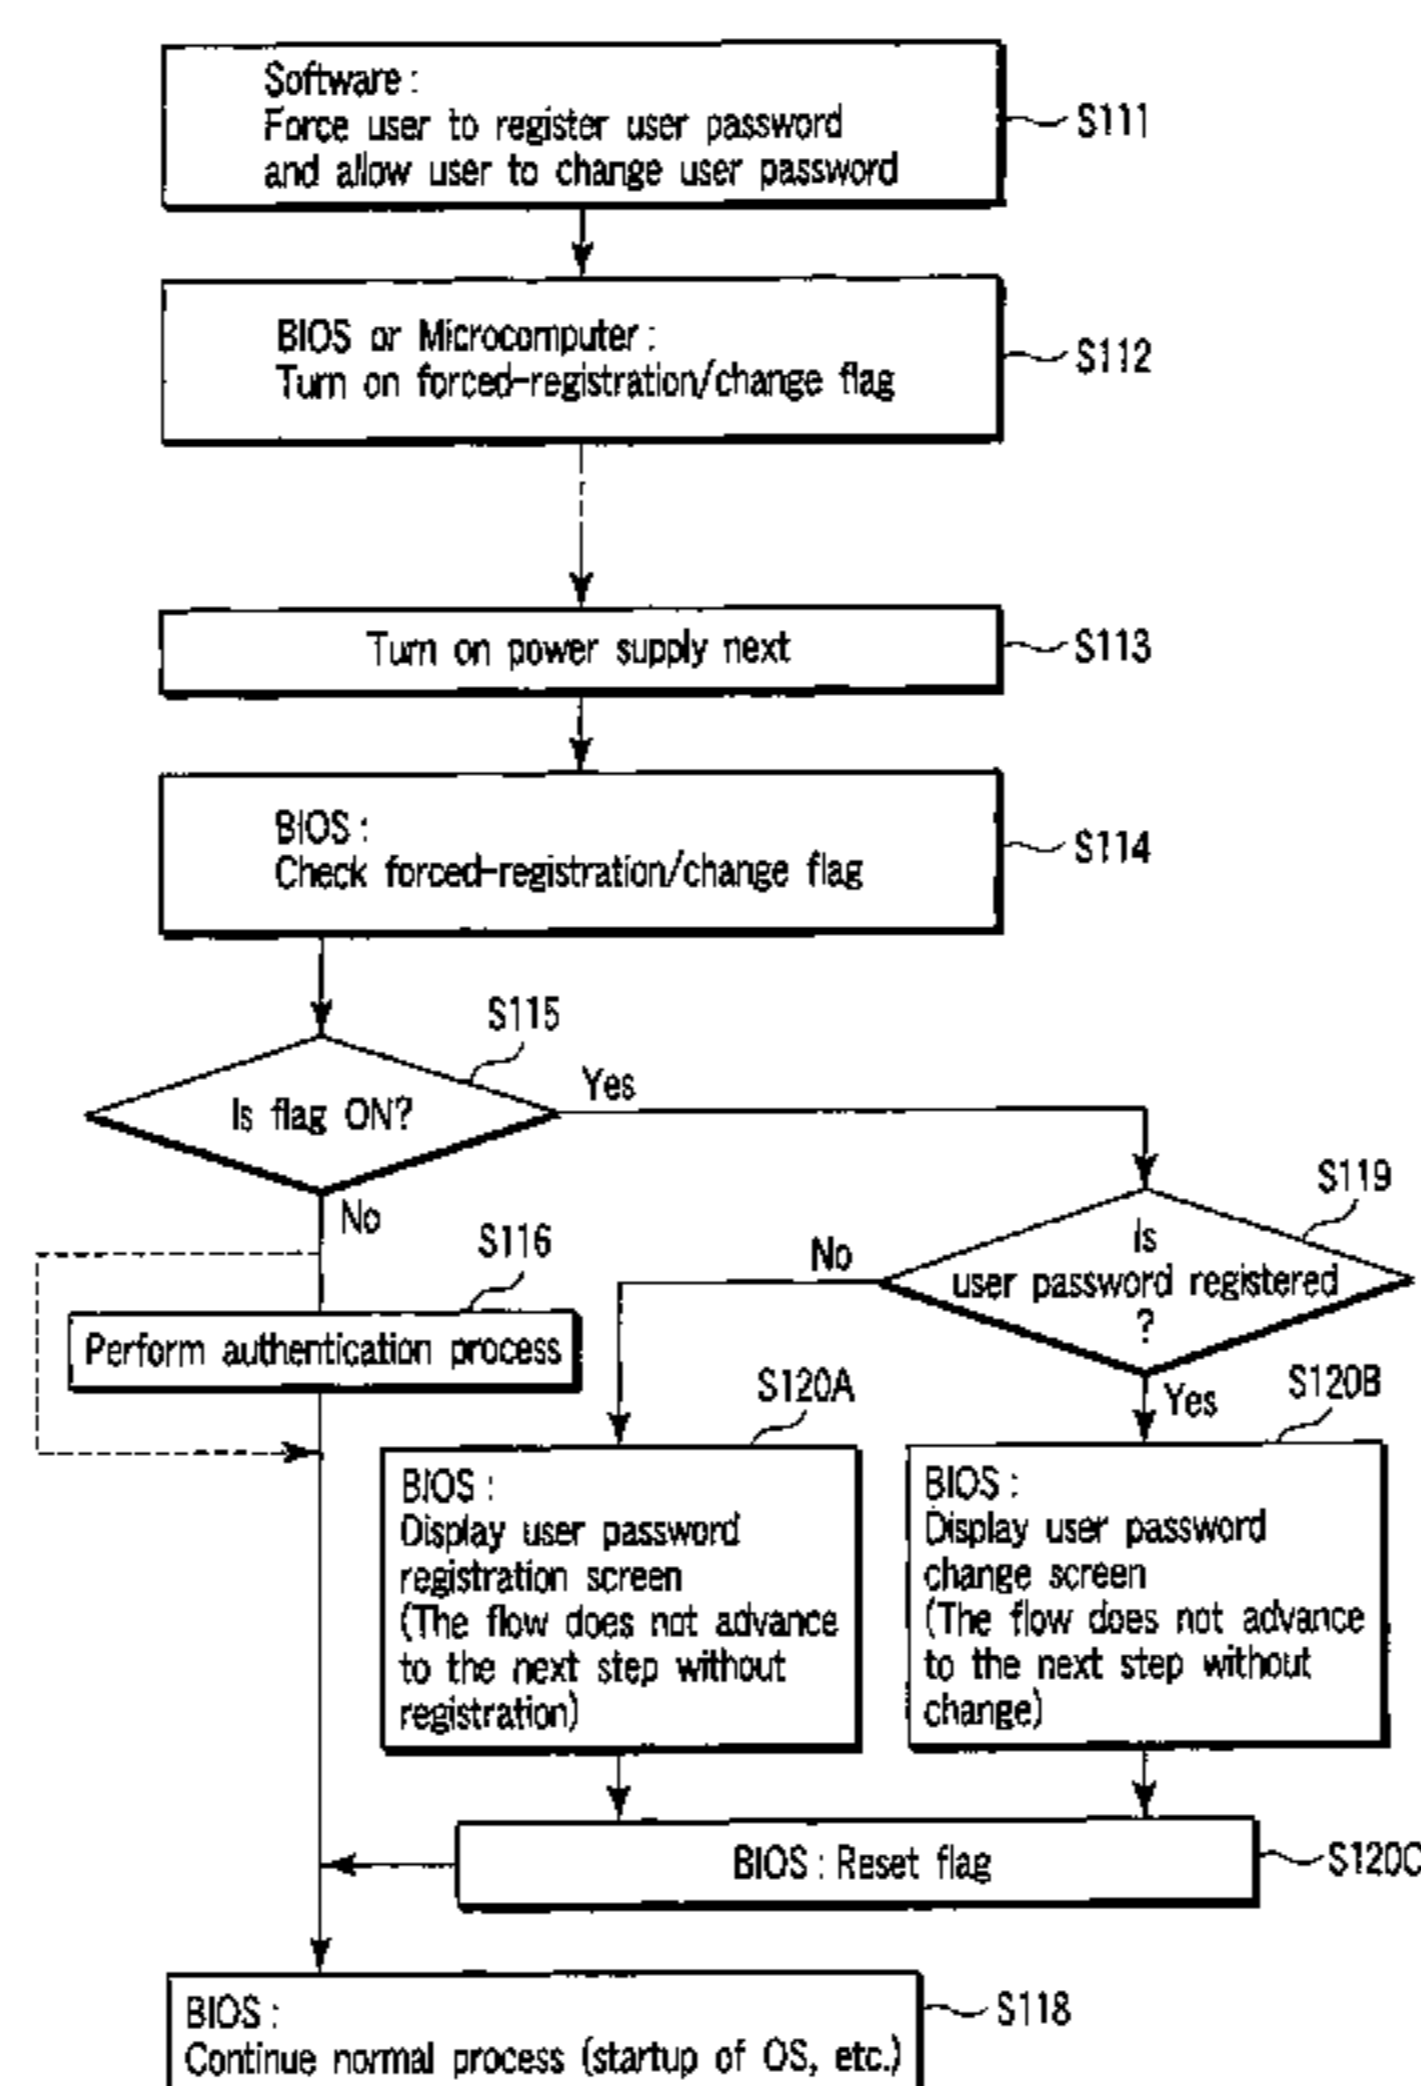 Software :
Force user to register user password
and allow user to change user password
S111
BIOS or Microcomputer :
Turn on forced-registration/change flag
S112
Turn on power supply next
S113
BIOS :
Check forced-registration/change flag
S114
S115
Is flag ON?
Yes
No
S119
Is
user password registered
?
No
Yes
S116
Perform authentication process
S120A
BIOS :
Display user password
registration screen
(The flow does not advance
to the next step without
registration)
S120B
BIOS :
Display user password
change screen
(The flow does not advance
to the next step without
change)
BIOS : Reset flag
S120C
BIOS :
Continue normal process (startup of OS, etc.)
S118